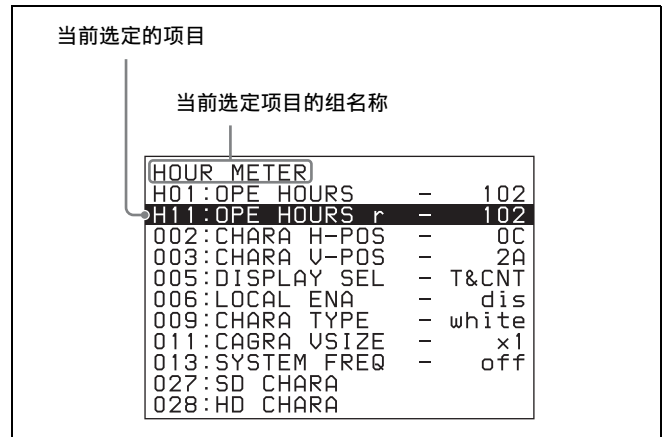 当前选定的项目
当前选定项目的组名称
HOUR METER
H01:OPE HOURS - 102
H11:OPE HOURS r - 102
002:CHARA H-POS - 0C
003:CHARA V-POS - 2A
005:DISPLAY SEL - T&CNT
006:LOCAL ENA - dis
009:CHARA TYPE - white
011:CAGRA VSIZE - x1
013:SYSTEM FREQ - off
027:SD CHARA
028:HD CHARA